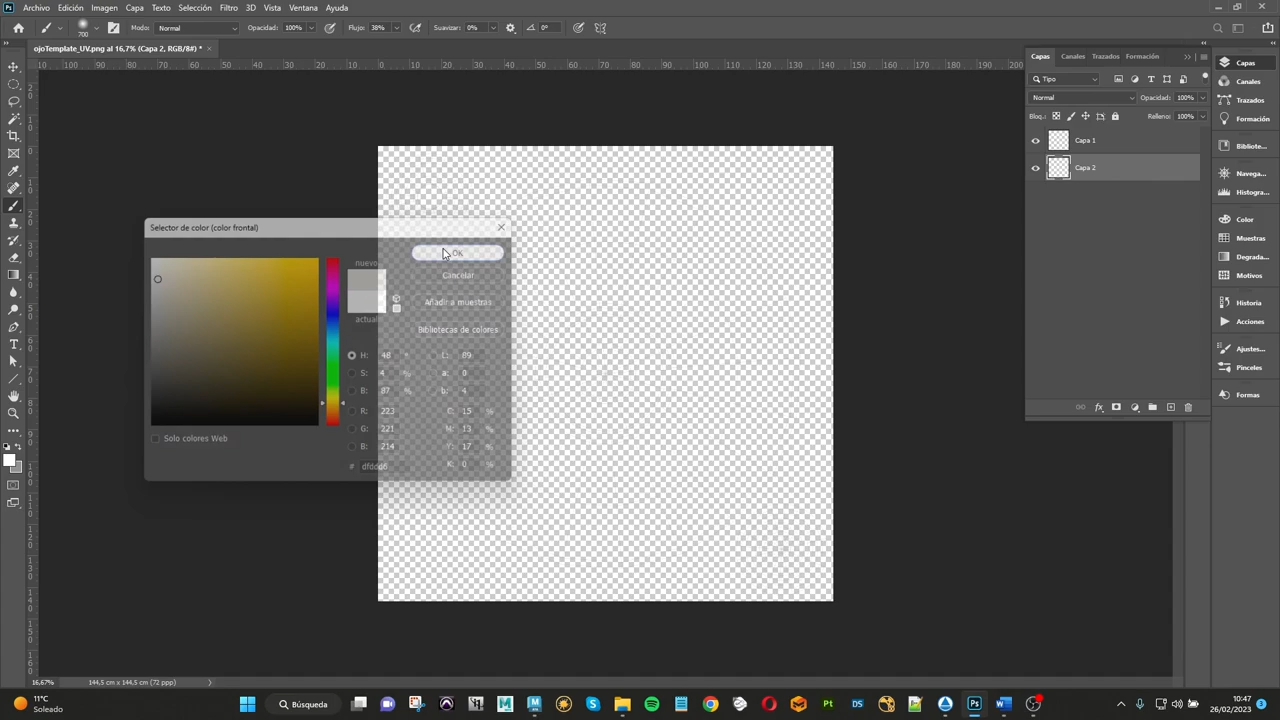 Archivo Edición Imagen Capa Texto Selección Filtro 3D Vista Ventana Ayuda
700 Modo: Normal Opacidad: 100% Flujo: 38% Suavizar: 0% 0°
ojoTemplate_UV.png al 16,7% (Capa 2, RGB/8#) * ×
Capas Canales Trazados Formación
Tipo
Normal Opacidad: 100%
Bloq.: Relleno: 100%
Capa 1
Capa 2
Capas
Canales
Trazados
Formación
Bibliote...
Navega...
Histogra...
Color
Muestras
Degrad...
Motivos
Historia
Acciones
Ajustes...
Pinceles
Formas
Selector de color (color frontal)
nuevo
actual
OK
Cancelar
Añadir a muestras
Bibliotecas de colores
H: 48 ° L: 89
S: 4 % a: 0
B: 87 % b: 4
R: 223 C: 15 %
G: 221 M: 13 %
B: 214 Y: 17 %
# dfddd6 K: 0 %
Solo colores Web
16,67% 144,5 cm x 144,5 cm (72 ppp)
11°C
Soleado
Búsqueda
10:47
26/02/2023